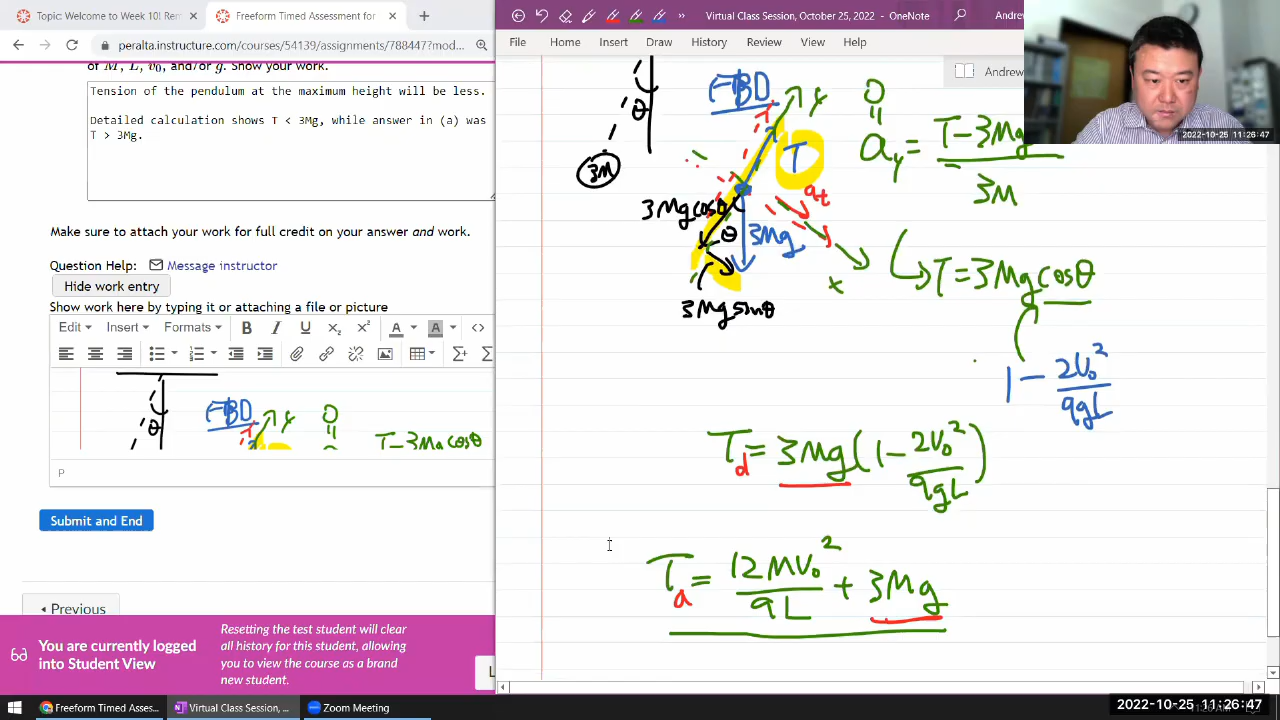 Topic: Welcome to Week 10! Rem
Freeform Timed Assessment for
peralta.instructure.com/courses/54139/assignments/788447?mod...
of M, L, v₀, and/or g. Show your work.
Tension of the pendulum at the maximum height will be less.
Detailed calculation shows T < 3Mg, while answer in (a) was
T > 3Mg.
Make sure to attach your work for full credit on your answer and work.
Question Help:
Message instructor
Hide work entry
Show work here by typing it or attaching a file or picture
Edit Insert Formats B I U X₂ X² A A <>
θ
FBD
T
y
0
T-3Mg cosθ
P
Submit and End
Previous
You are currently logged
into Student View
Resetting the test student will clear
all history for this student, allowing
you to view the course as a brand
new student.
Virtual Class Session, October 25, 2022 - OneNote
Andrew
File Home Insert Draw History Review View Help
Andrew
θ
3M
FBD
y
T
T
0
=
a_y = T-3Mg
3M
a_t
3Mg cosθ
θ
3Mg
x
3Mg sinθ
T=3Mg cosθ
1 - 2V₀²
9gL
T_d = 3Mg(1 - 2V₀²/9gL)
T_a = 12MV₀²/9L + 3Mg
2022-10-25 11:26:47
Freeform Timed Asses...
Virtual Class Session, ...
Zoom Meeting
2022-10-25 11:26:47